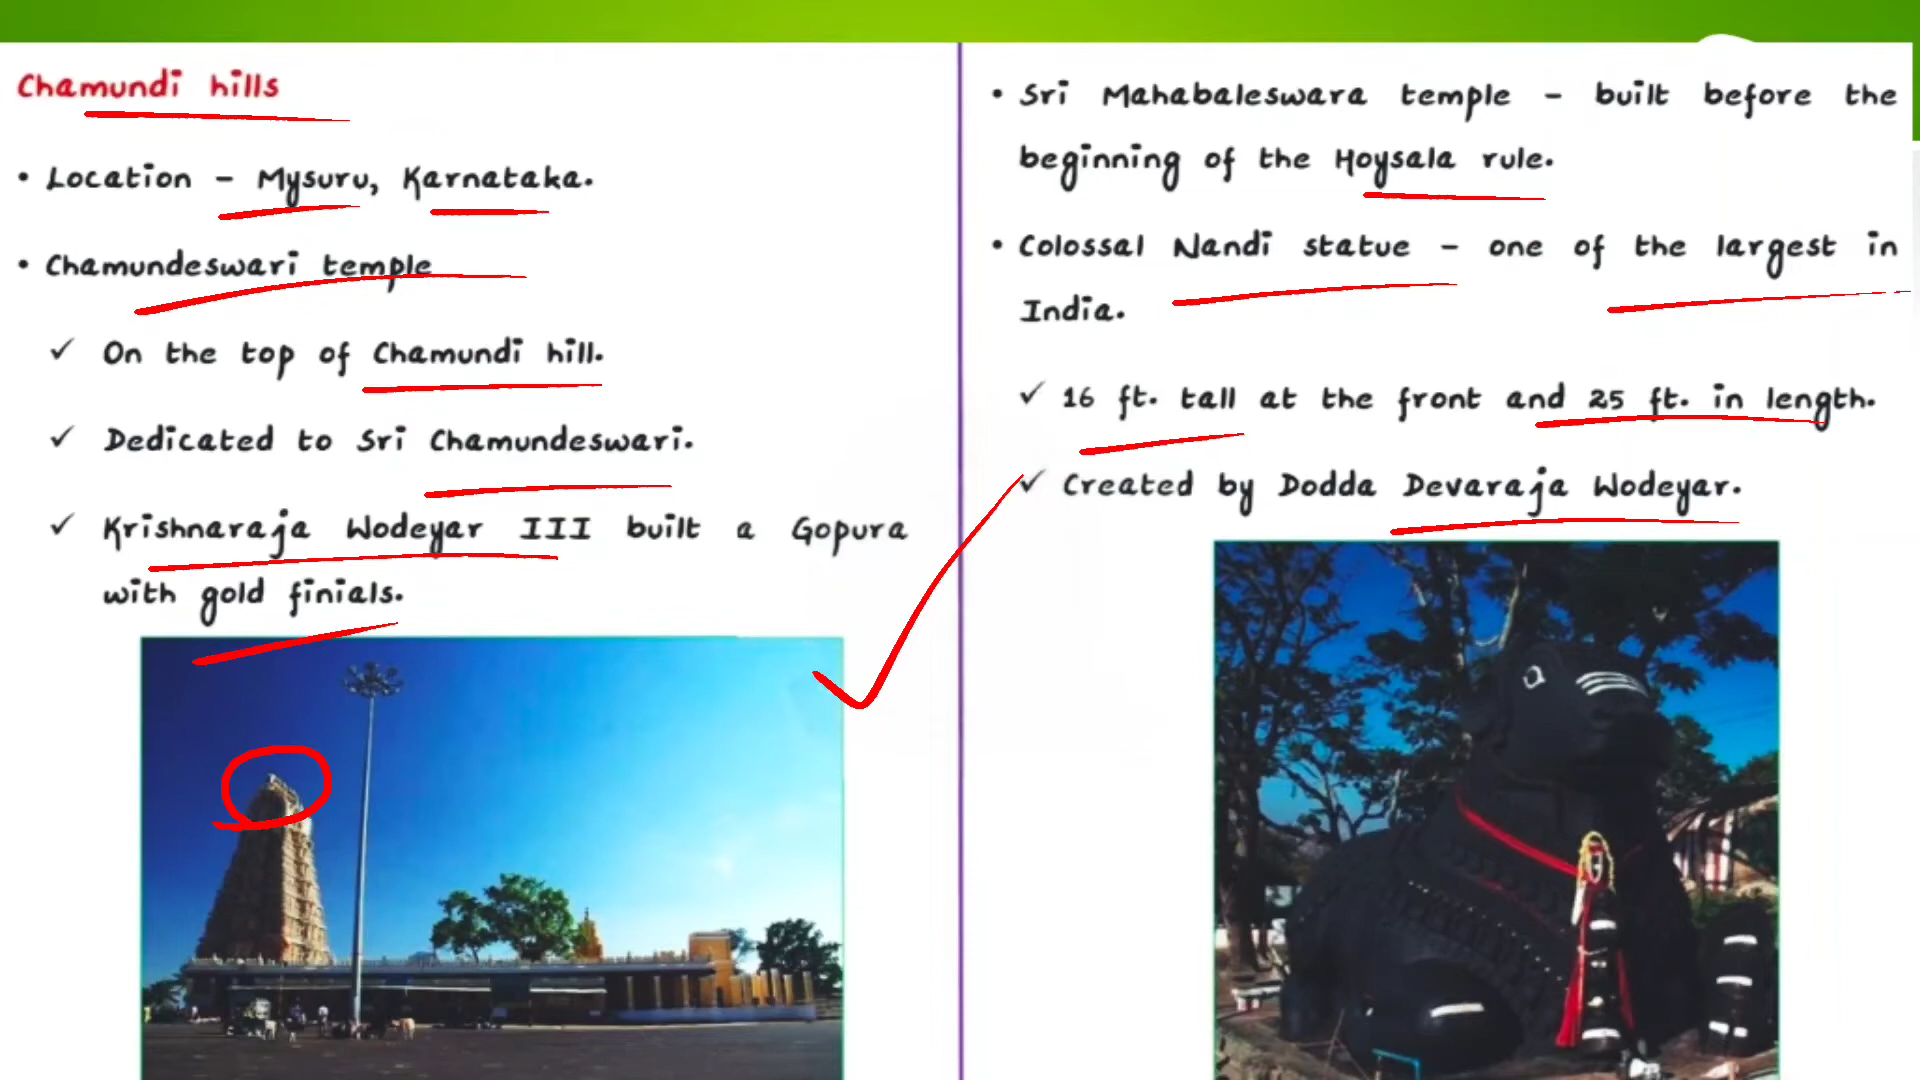 Chamundi hills
• Location - Mysuru, Karnataka.
• Chamundeswari temple
✓ On the top of Chamundi hill.
✓ Dedicated to Sri Chamundeswari.
✓ Krishnaraja Wodeyar III built a Gopura
with gold finials.
• Sri Mahabaleswara temple - built before the
beginning of the Hoysala rule.
• Colossal Nandi statue - one of the largest in
India.
✓ 16 ft. tall at the front and 25 ft. in length.
✓ Created by Dodda Devaraja Wodeyar.